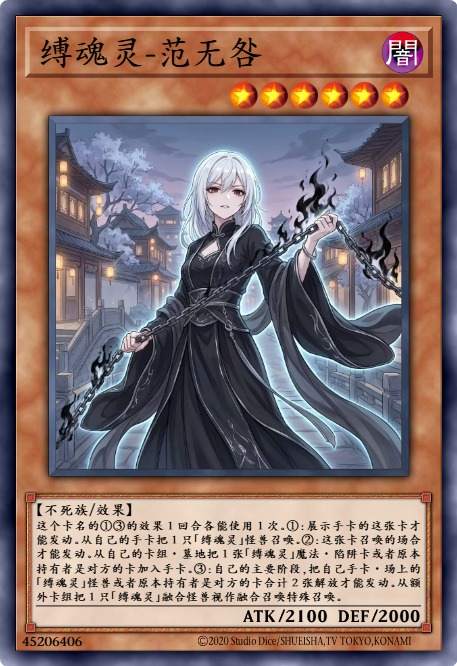 缚魂灵-范无咎
闇
【不死族/效果】
这个卡名的①③的效果1回合各能使用1次。①:展示手卡的这张卡才
能发动。从自己的手卡把1只｢缚魂灵｣怪兽召唤。②:这张卡召唤的场合
才能发动。从自己的卡组·墓地把1张｢缚魂灵｣魔法·陷阱卡或者原本
持有者是对方的卡加入手卡。③:自己的主要阶段,把自己手卡·场上的
｢缚魂灵｣怪兽或者原本持有者是对方的卡合计2张解放才能发动。从额
外卡组把1只｢缚魂灵｣融合怪兽视作融合召唤特殊召唤。
ATK/2100 DEF/2000
45206406
©2020 Studio Dice/SHUEISHA,TV TOKYO,KONAMI